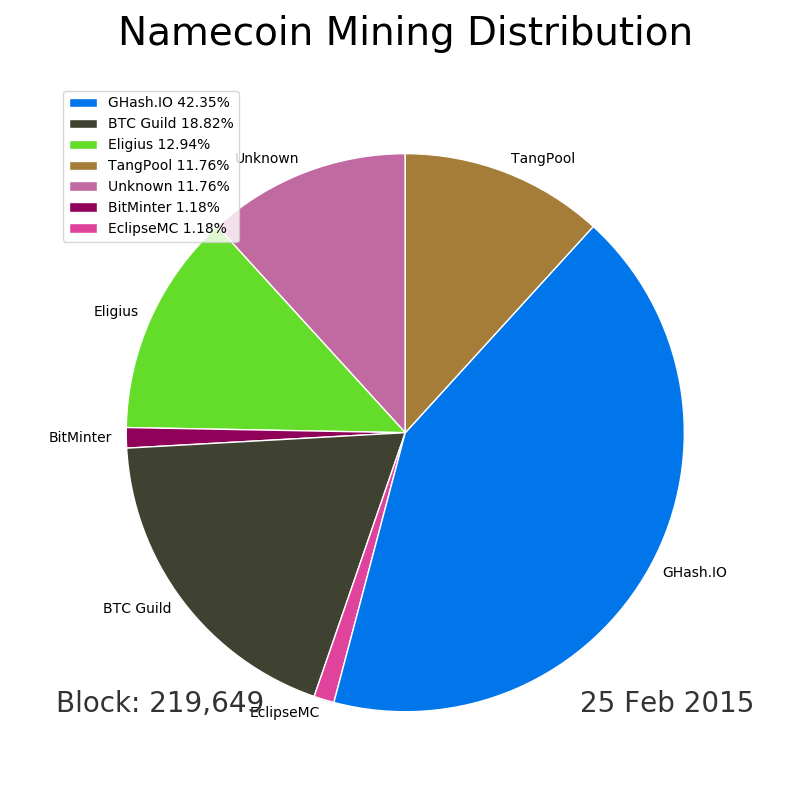 Namecoin Mining Distribution
GHash.IO 42.35%
BTC Guild 18.82%
Eligius 12.94%
TangPool 11.76%
Unknown 11.76%
BitMinter 1.18%
EclipseMC 1.18%
Unknown
TangPool
Eligius
BitMinter
GHash.IO
BTC Guild
Block: 219,649
25 Feb 2015
EclipseMC